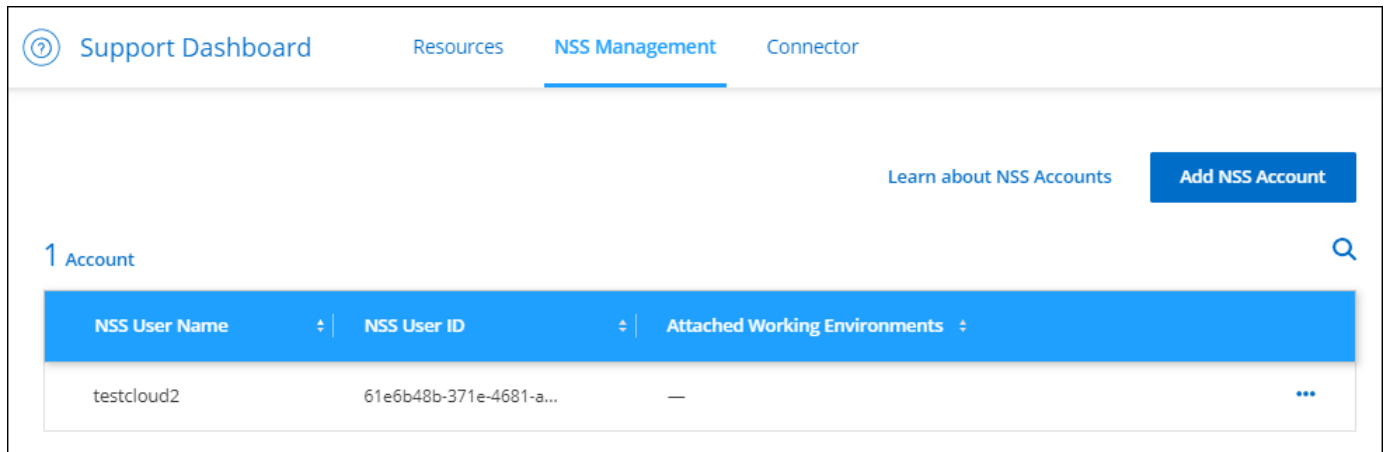 Support Dashboard Resources NSS Management Connector
Learn about NSS Accounts Add NSS Account
1 Account
NSS User Name NSS User ID Attached Working Environments
testcloud2 61e6b48b-371e-4681-a... —